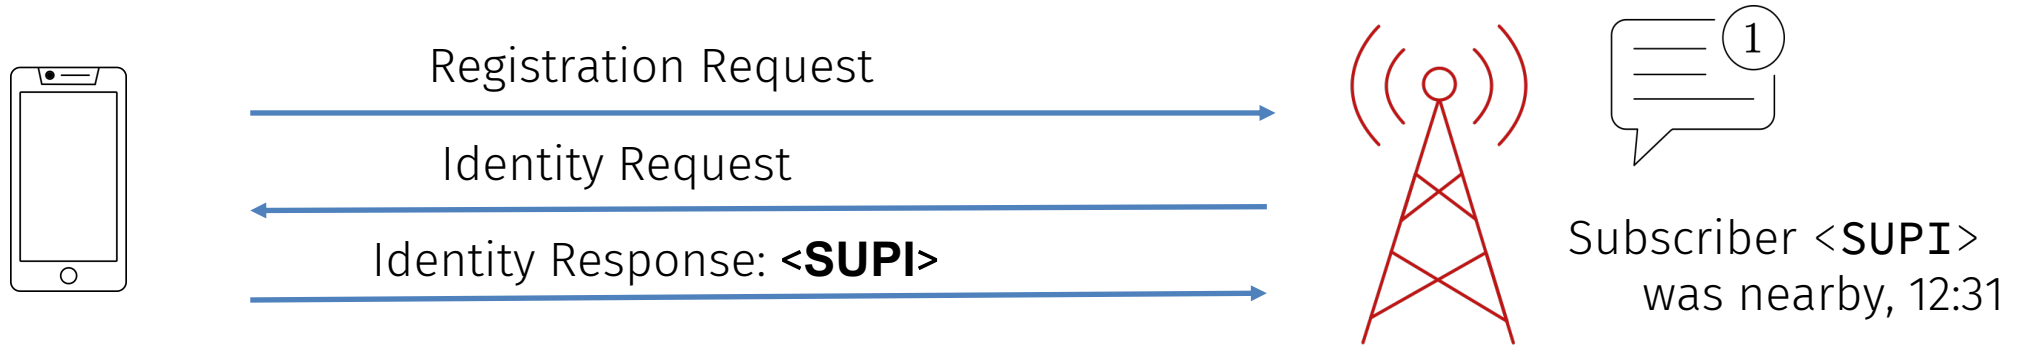 Registration Request
1
Identity Request
Identity Response: <SUPI>
Subscriber <SUPI>
was nearby, 12:31